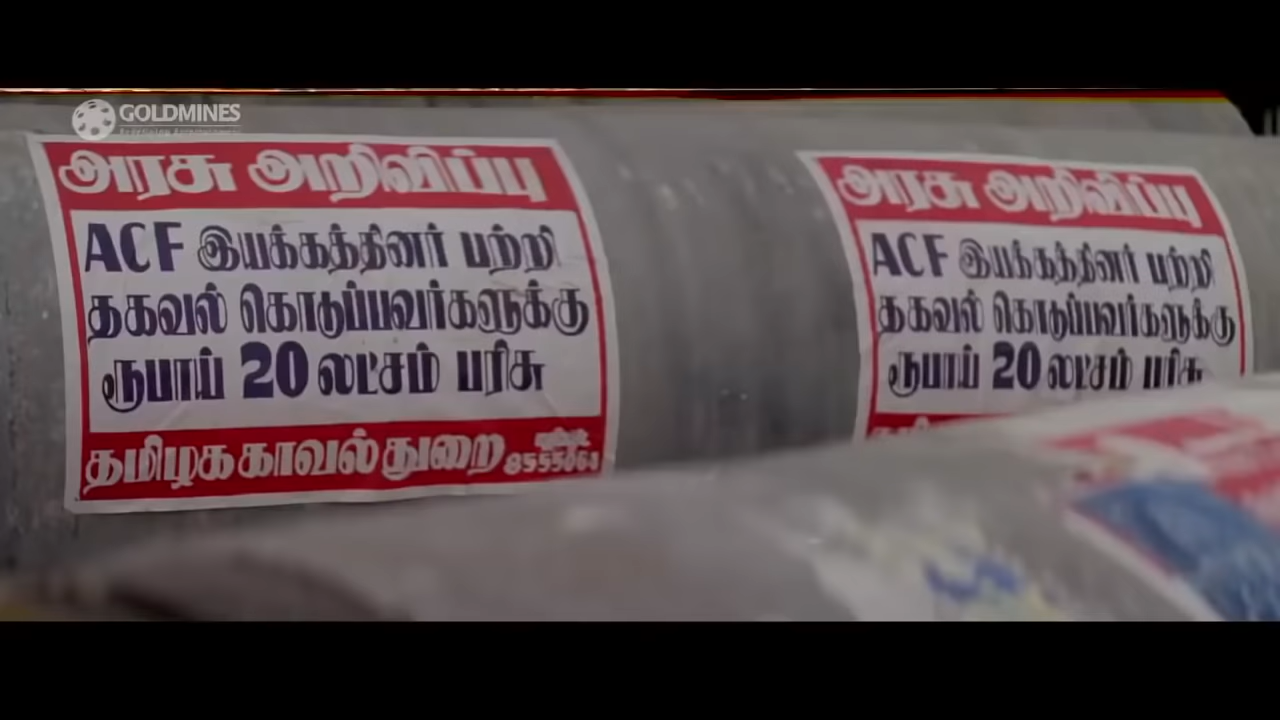 GOLDMINES
அரசு அறிவிப்பு
ACF இயக்கத்தினர் பற்றி
தகவல் கொடுப்பவர்களுக்கு
ரூபாய் 20 லட்சம் பரிசு
தமிழக காவல் துறை
அரசு அறிவிப்பு
ACF இயக்கத்தினர் பற்றி
தகவல் கொடுப்பவர்களுக்கு
ரூபாய் 20 லட்சம் பரிசு